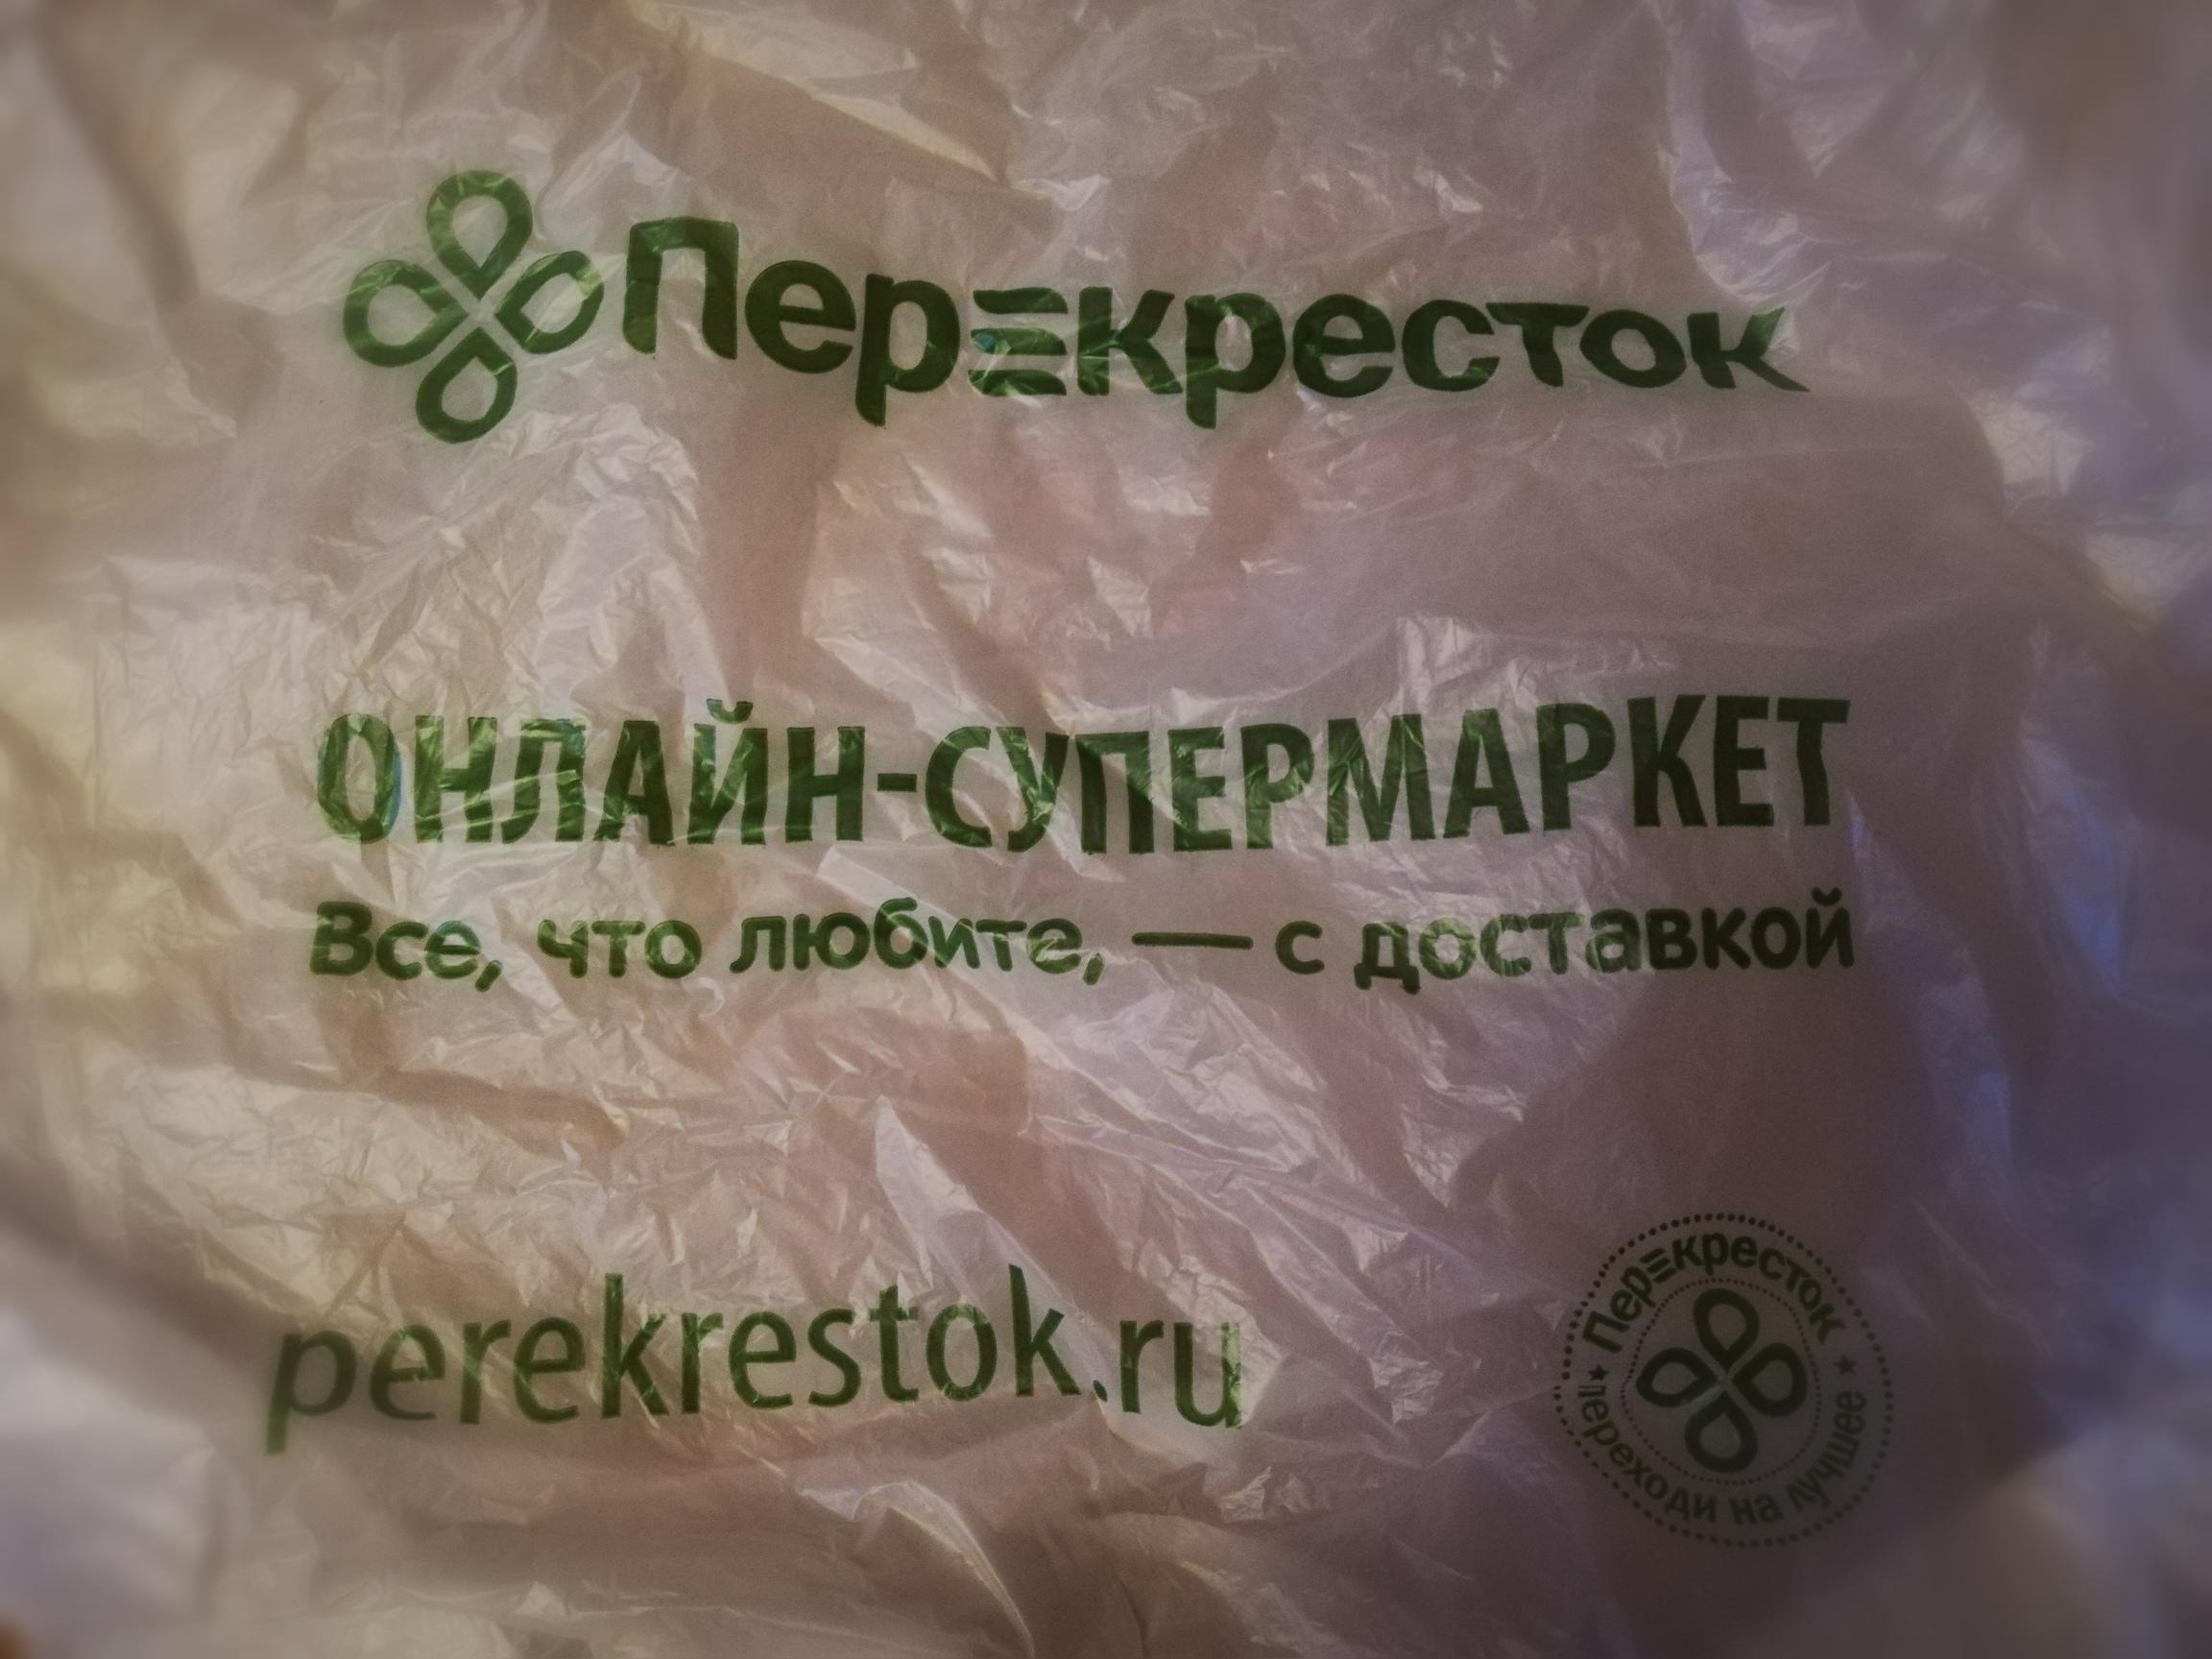 Перекресток
ОНЛАЙН-СУПЕРМАРКЕТ
Все, что любите, — с доставкой
perekrestok.ru
Перекресток
переходи на лучшее